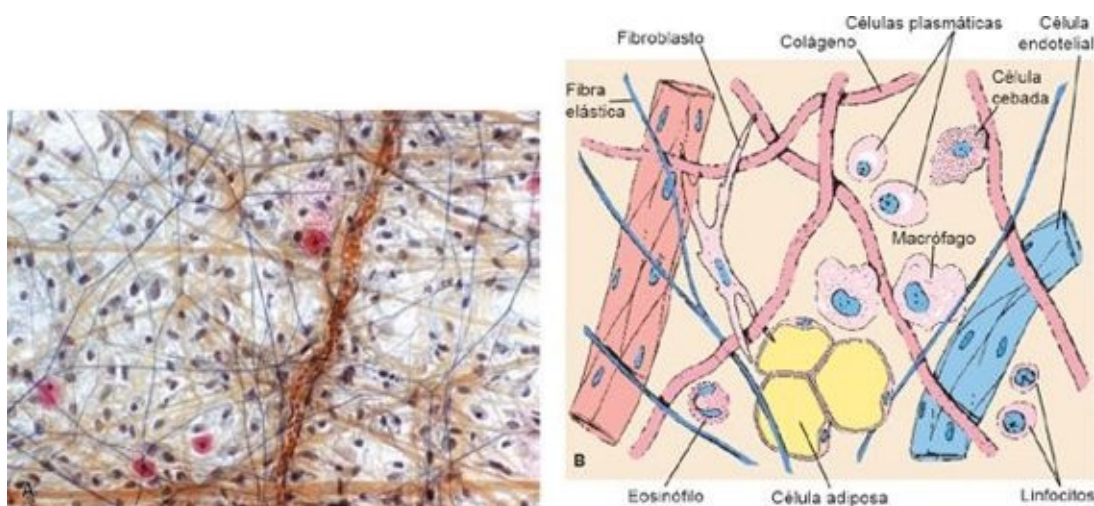 A
Células plasmáticas
Célula
endotelial
Fibroblasto
Colágeno
Célula
cebada
Fibra
elástica
Macrófago
B
Eosinófilo
Célula adiposa
Linfocitos